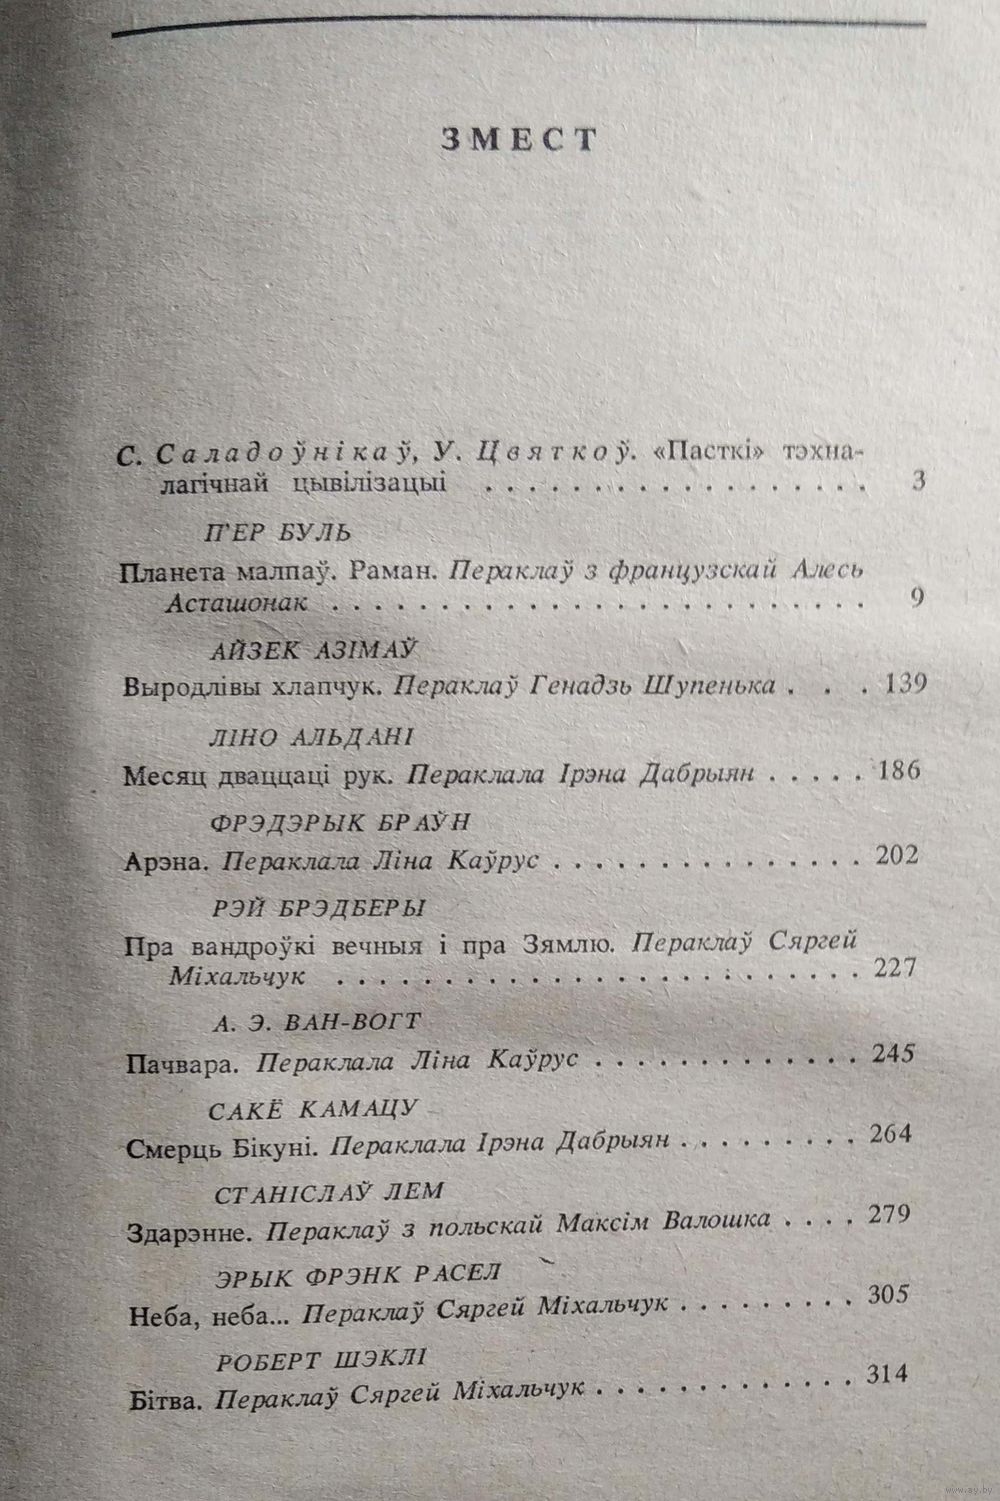 ЗМЕСТ
С. Саладоўнікаў, У. Цвяткоў. «Пасткі» тэхна-
лагічнай цывілізацыі . . . . . . . . . . . . . . . . . . 3
П'ЕР БУЛЬ
Планета малпаў. Раман. Пераклаў з французскай Алесь
Асташонак . . . . . . . . . . . . . . . . . . . . . . . . . 9
АЙЗЕК АЗІМАЎ
Выродлівы хлапчук. Пераклаў Генадзь Шупенька . . . 139
ЛІНО АЛЬДАНІ
Месяц дваццаці рук. Пераклала Ірэна Дабрыян . . . . . 186
ФРЭДЭРЫК БРАЎН
Арэна. Пераклала Ліна Каўрус . . . . . . . . . . . . . . . 202
РЭЙ БРЭДБЕРЫ
Пра вандроўкі вечныя і пра Зямлю. Пераклаў Сяргей
Міхальчук . . . . . . . . . . . . . . . . . . . . . . . . . 227
А. Э. ВАН-ВОГТ
Пачвара. Пераклала Ліна Каўрус . . . . . . . . . . . . . 245
САКЁ КАМАЦУ
Смерць Бікуні. Пераклала Ірэна Дабрыян . . . . . . . . . 264
СТАНІСЛАЎ ЛЕМ
Здарэнне. Пераклаў з польскай Максім Валошка . . . . 279
ЭРЫК ФРЭНК РАСЕЛ
Неба, неба... Пераклаў Сяргей Міхальчук . . . . . . . . . 305
РОБЕРТ ШЭКЛІ
Бітва. Пераклаў Сяргей Міхальчук . . . . . . . . . . . . . 314
www.ay.by